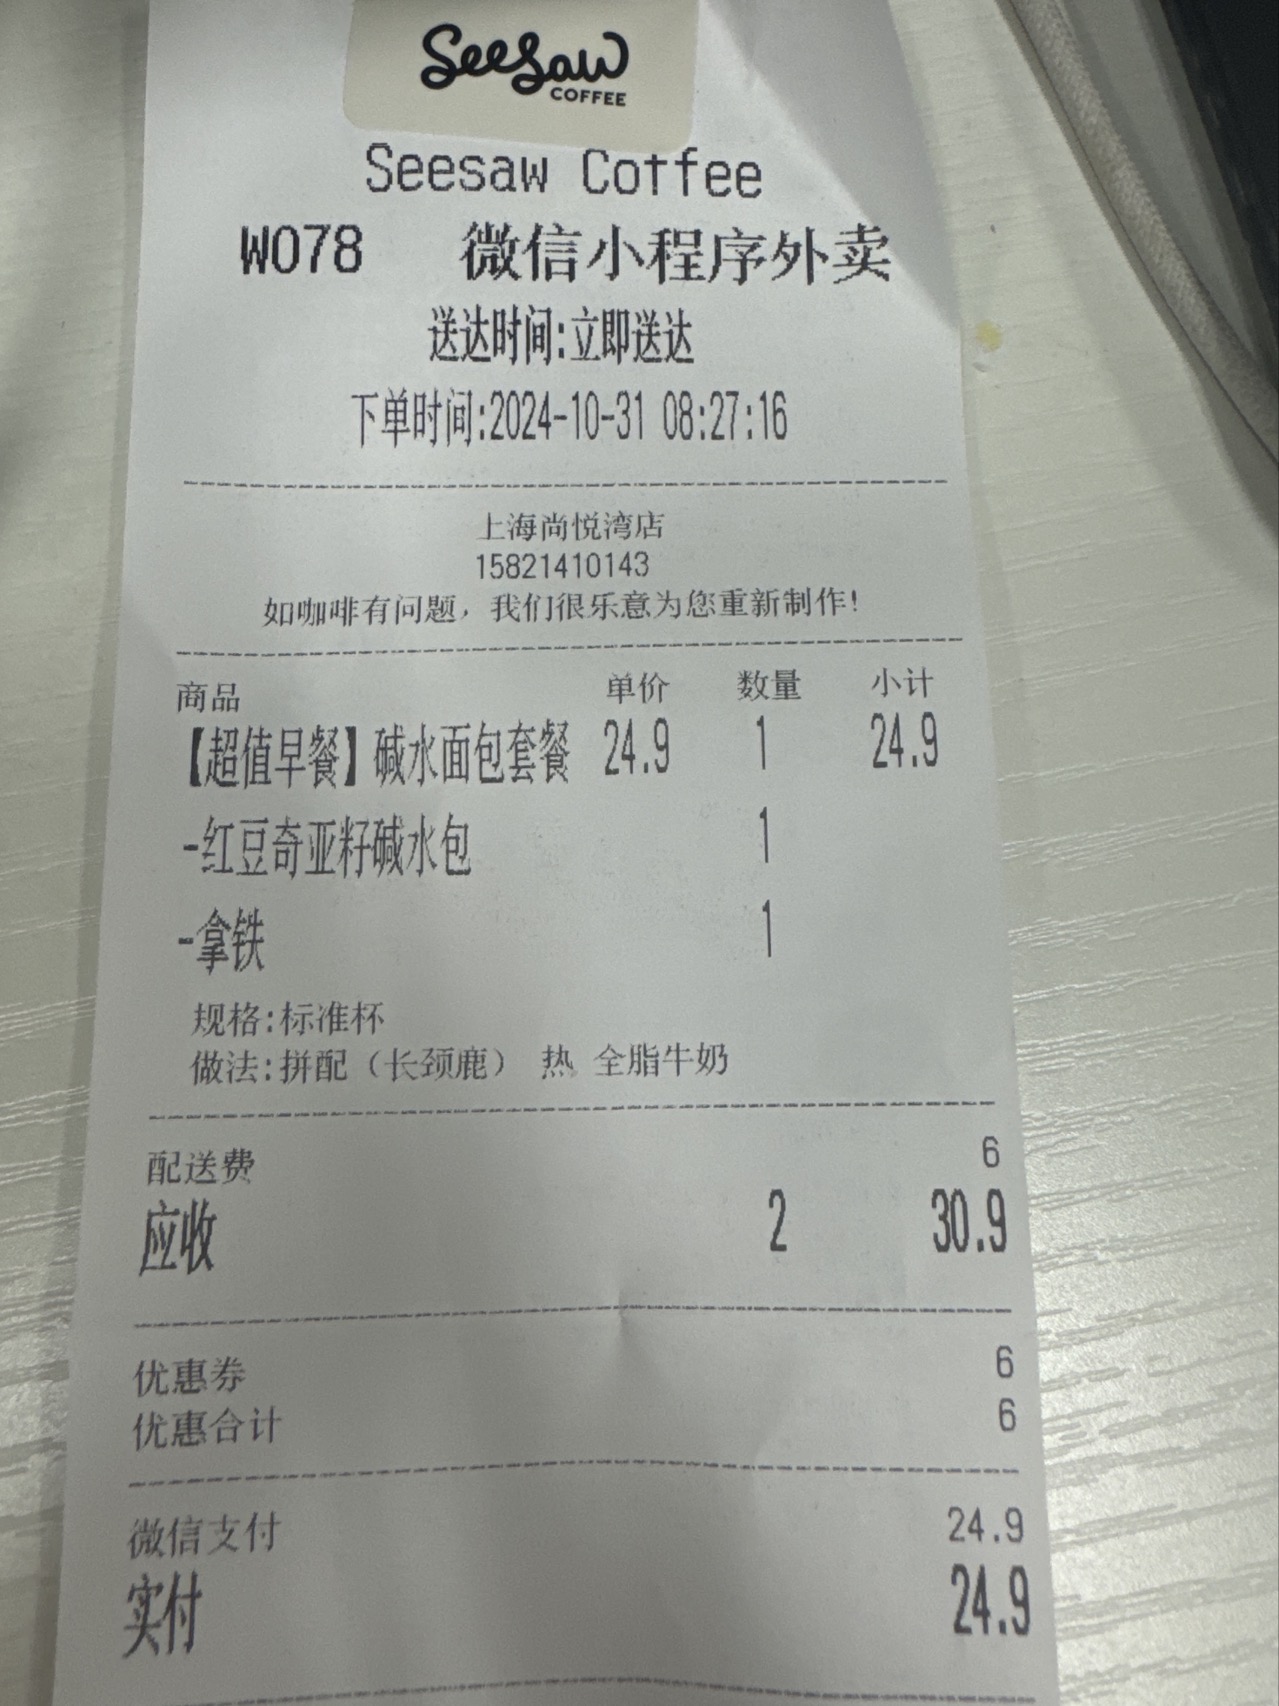 Seesaw
COFFEE
Seesaw Coffee
W078 微信小程序外卖
送达时间:立即送达
下单时间:2024-10-31 08:27:16
上海尚悦湾店
15821410143
如咖啡有问题，我们很乐意为您重新制作!
商品 单价 数量 小计
【超值早餐】碱水面包套餐 24.9 1 24.9
-红豆奇亚籽碱水包 1
-拿铁 1
规格:标准杯
做法:拼配（长颈鹿） 热 全脂牛奶
配送费 6
应收 2 30.9
优惠券 6
优惠合计 6
微信支付 24.9
实付 24.9